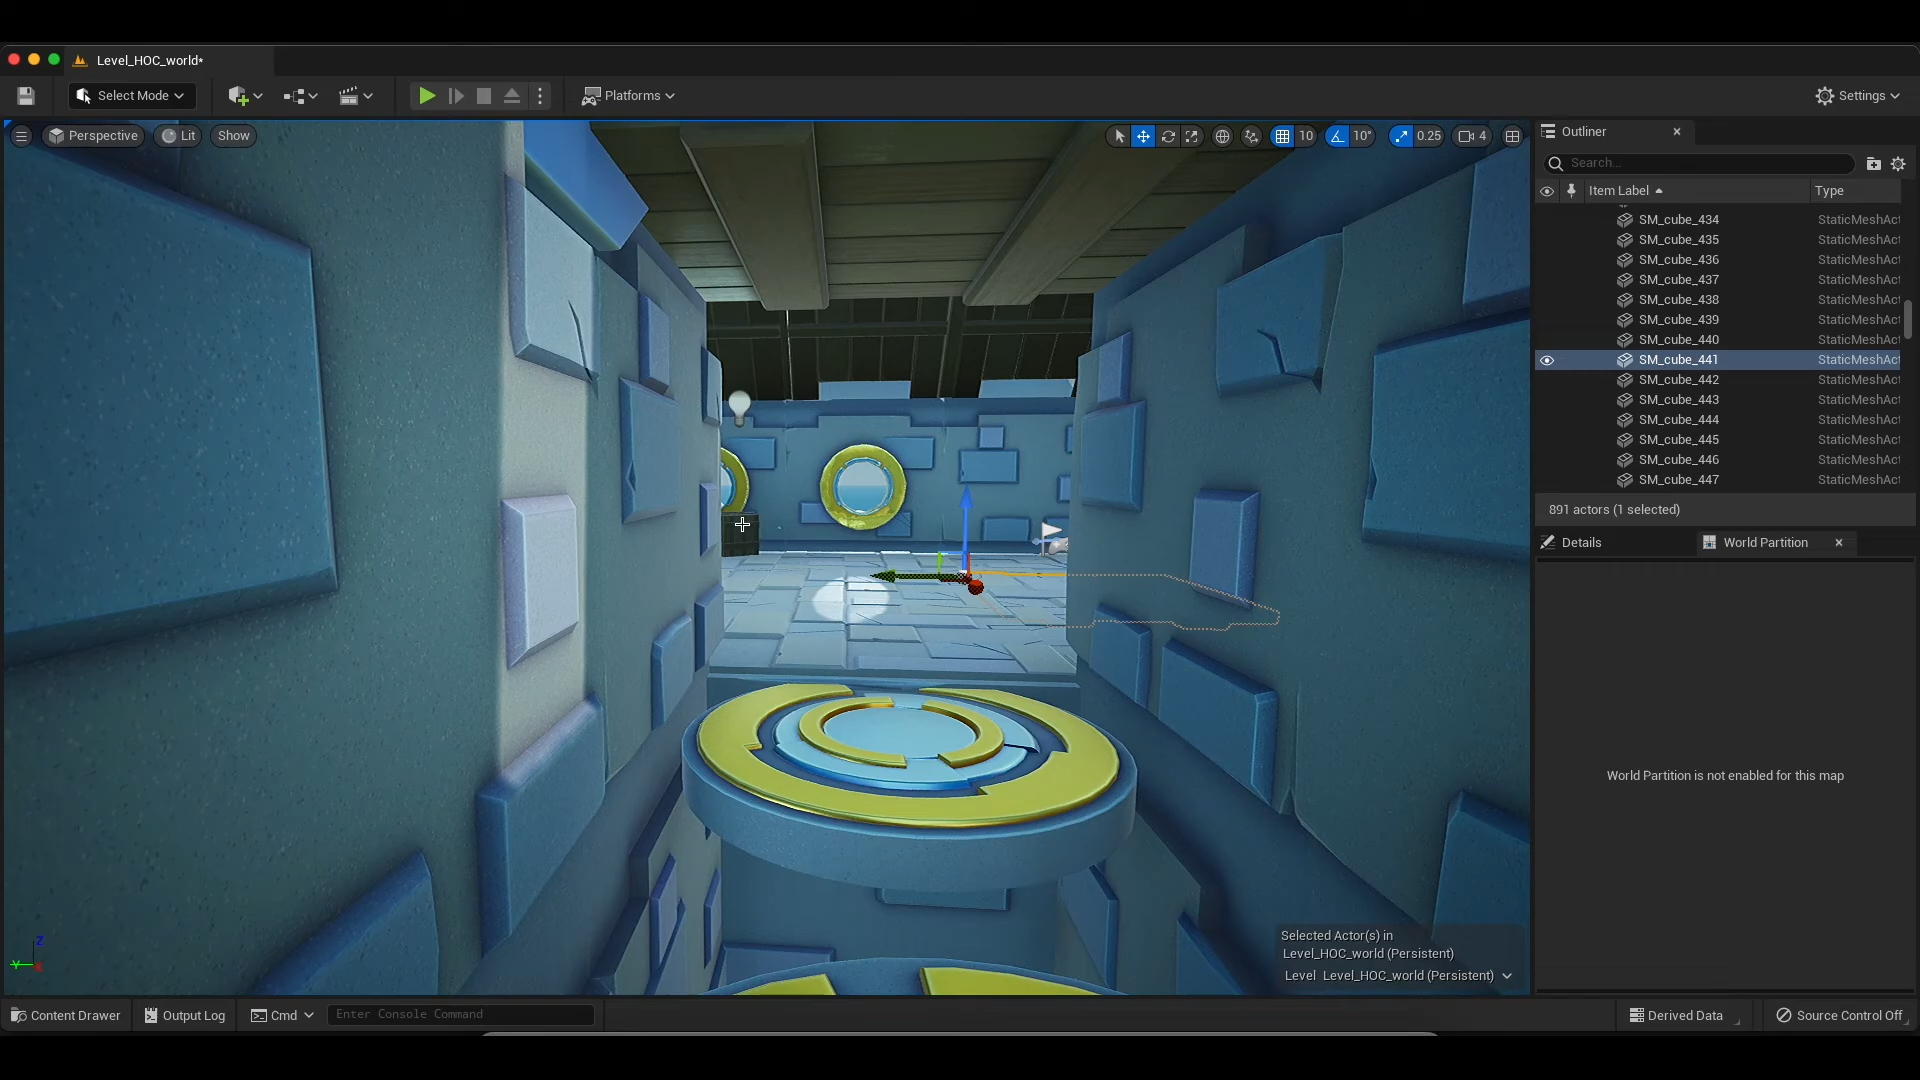 Level_HOC_world*
Select Mode
Platforms
Settings
Perspective
Lit
Show
10
10°
0.25
4
Outliner
Search...
Item Label
Type
SM_cube_434
StaticMeshAct
SM_cube_435
StaticMeshAct
SM_cube_436
StaticMeshAct
SM_cube_437
StaticMeshAct
SM_cube_438
StaticMeshAct
SM_cube_439
StaticMeshAct
SM_cube_440
StaticMeshAct
SM_cube_441
StaticMeshAct
SM_cube_442
StaticMeshAct
SM_cube_443
StaticMeshAct
SM_cube_444
StaticMeshAct
SM_cube_445
StaticMeshAct
SM_cube_446
StaticMeshAct
SM_cube_447
StaticMeshAct
891 actors (1 selected)
Details
World Partition
World Partition is not enabled for this map
Selected Actor(s) in
Level_HOC_world (Persistent)
Level Level_HOC_world (Persistent)
Z
Y
X
Content Drawer
Output Log
Cmd
Enter Console Command
Derived Data
Source Control Off